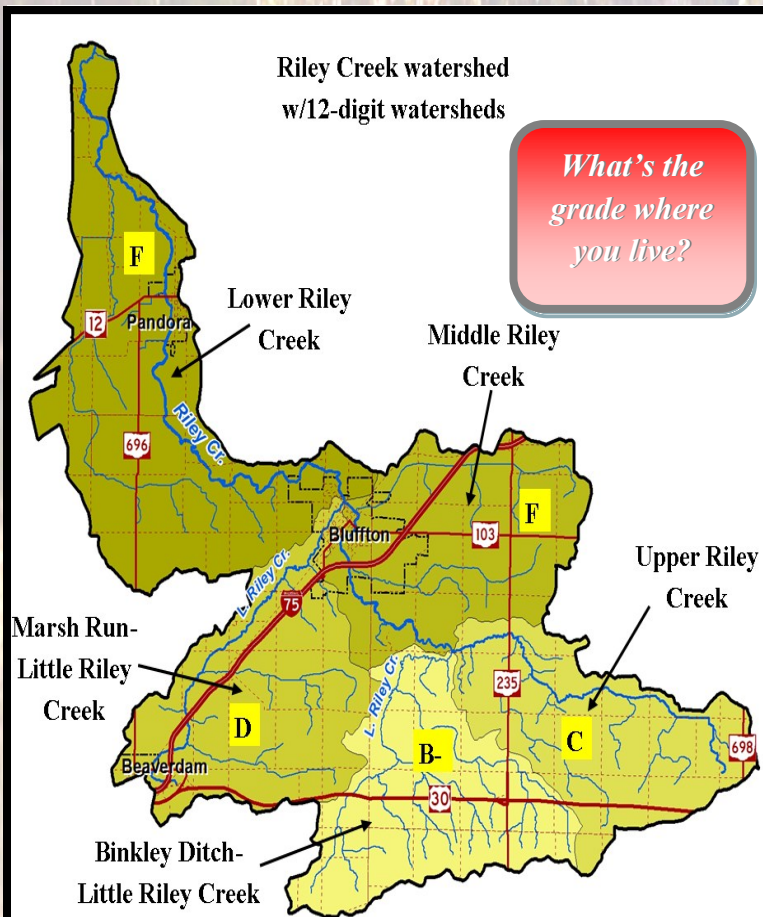 Riley Creek watershed
w/12-digit watersheds
What's the
grade where
you live?
F
12
Pandora
Lower Riley
Creek
Middle Riley
Creek
696
Riley Cr.
F
Bluffton
103
Upper Riley
Creek
L. Riley Cr.
75
Marsh Run-
Little Riley
Creek
L. Riley Cr.
235
D
B-
C
698
Beaverdam
30
Binkley Ditch-
Little Riley Creek